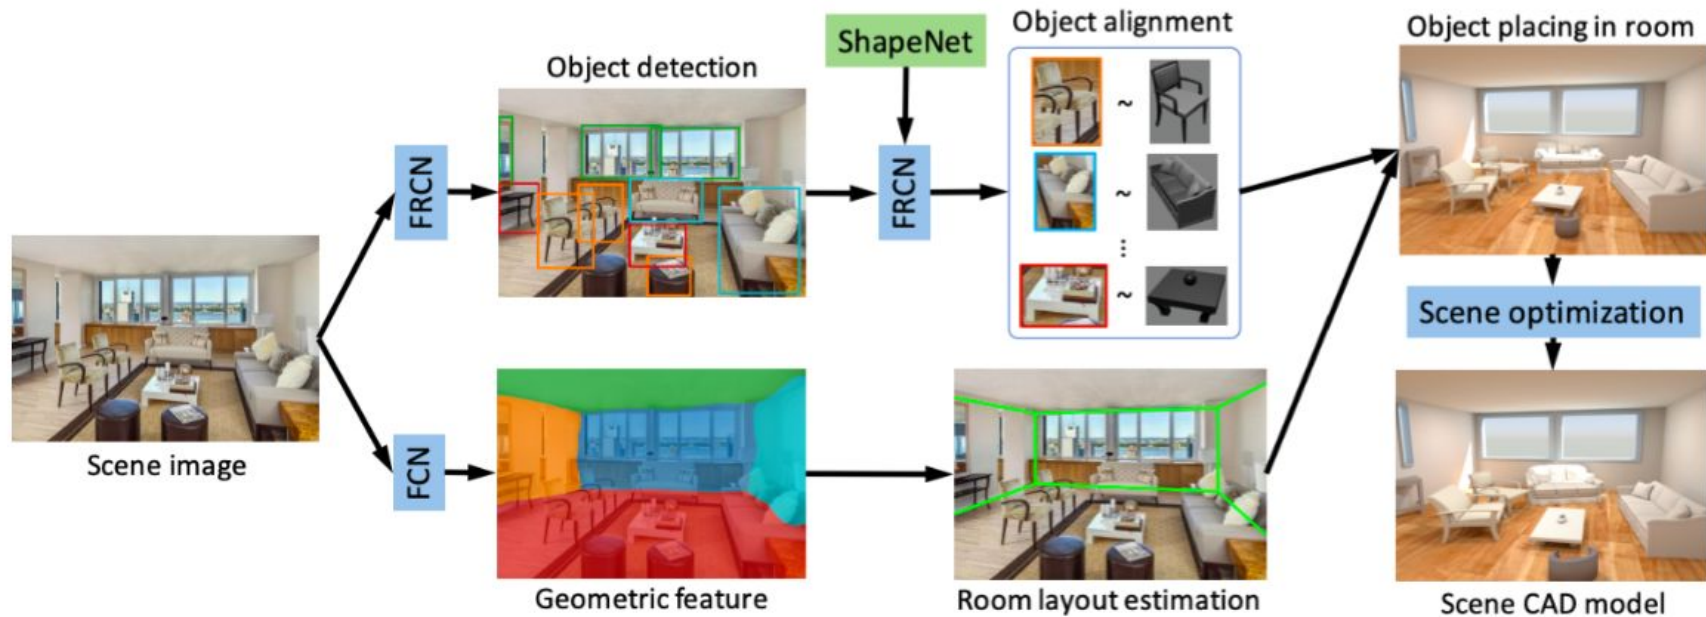 Object detection
ShapeNet
Object alignment
Object placing in room
FRCN
FRCN
~
~
⋮
~
Scene optimization
Scene image
FCN
Geometric feature
Room layout estimation
Scene CAD model